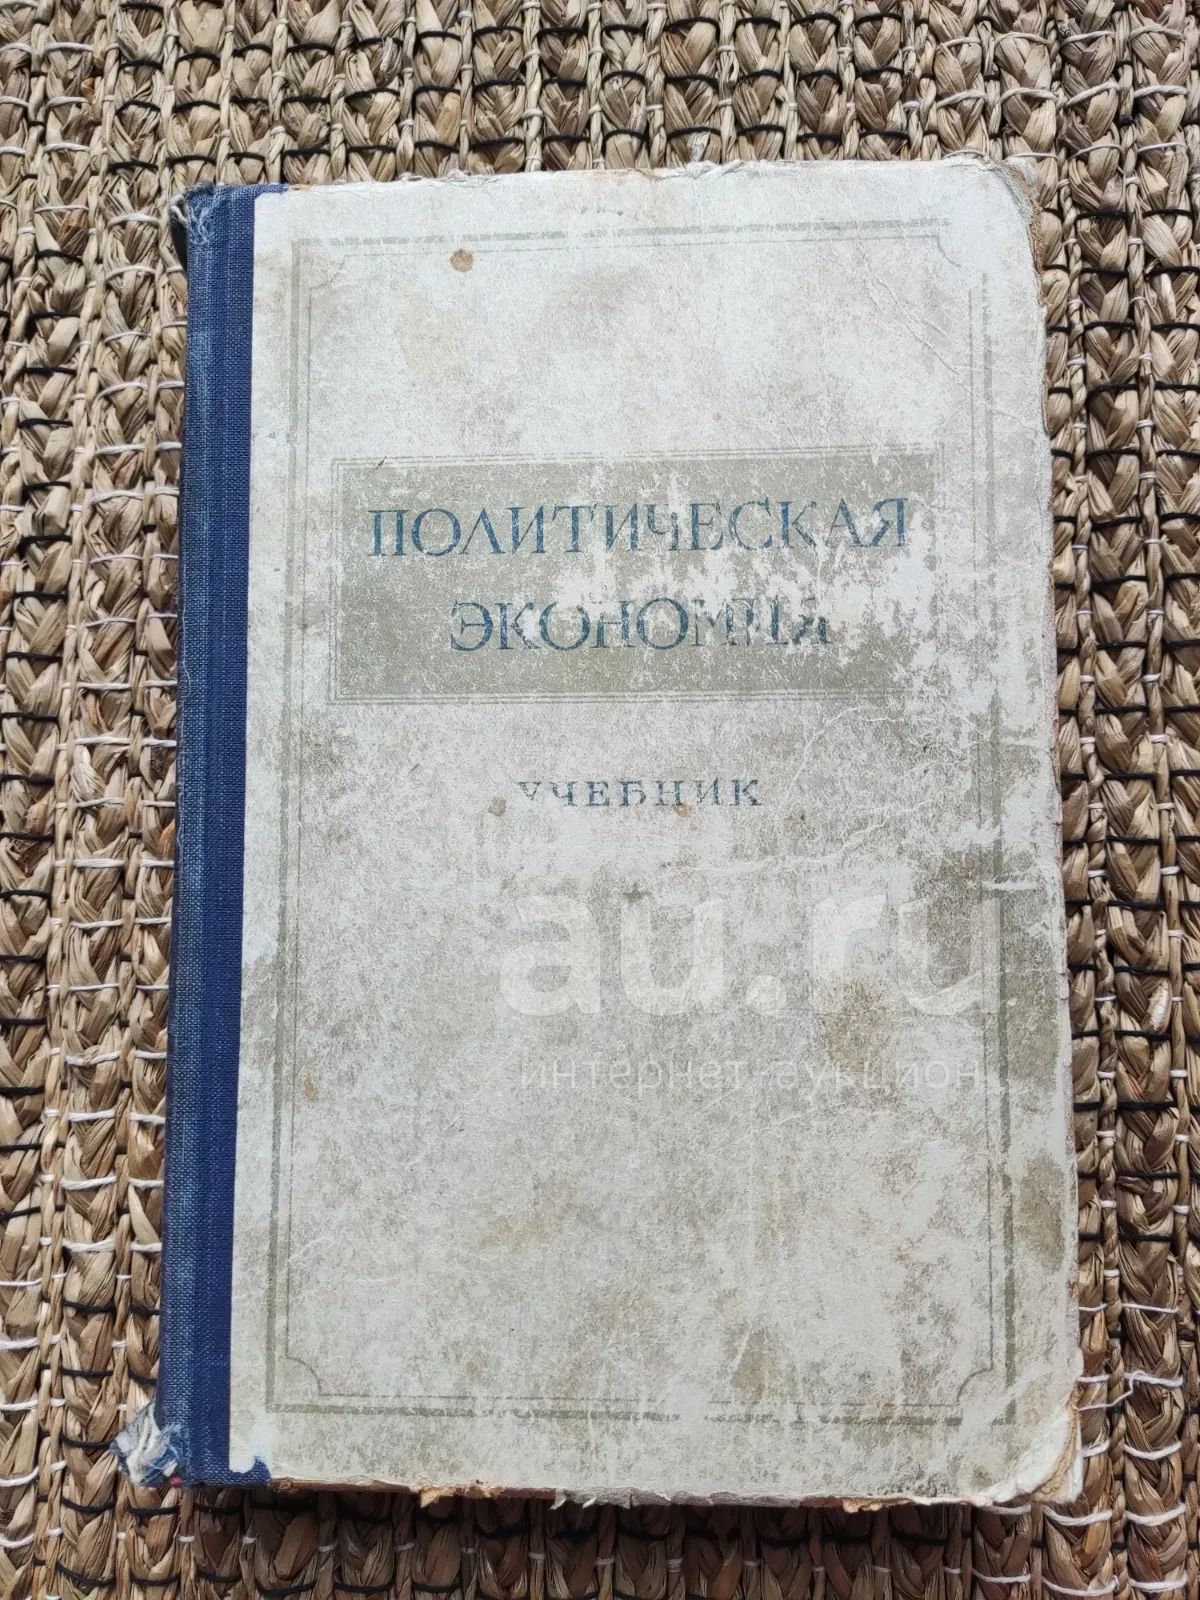 ПОЛИТИЧЕСКАЯ
ЭКОНОМИЯ
УЧЕБНИК
au.ru
интернет-аукцион